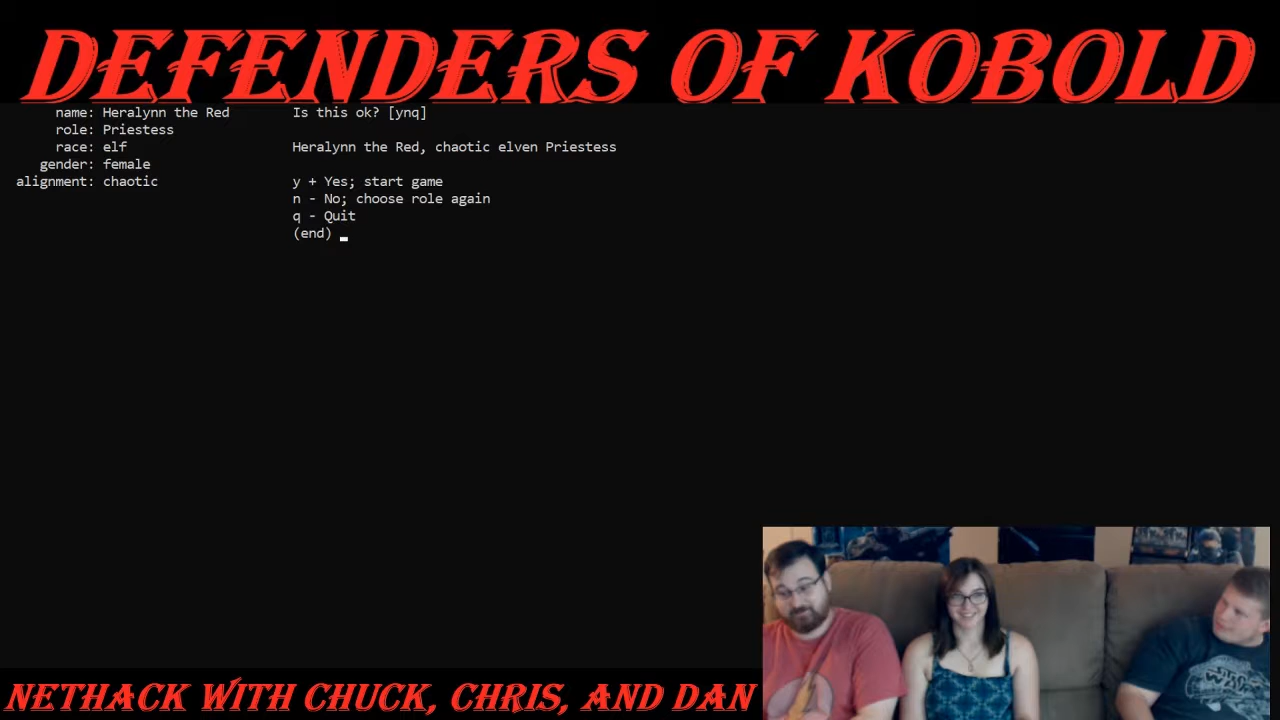 DEFENDERS OF KOBOLD
name: Heralynn the Red
role: Priestess
race: elf
gender: female
alignment: chaotic
Is this ok? [ynq]
Heralynn the Red, chaotic elven Priestess
y + Yes; start game
n - No; choose role again
q - Quit
(end)
NETHACK WITH CHUCK, CHRIS, AND DAN